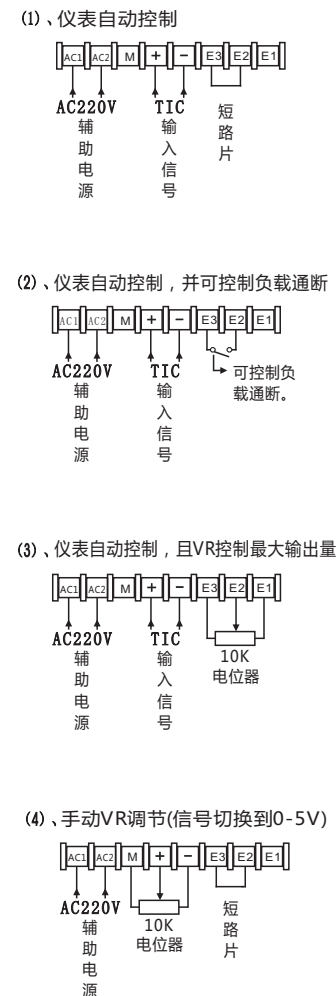 (1)、仪表自动控制
AC1 AC2 M + − E3 E2 E1
AC220V TIC 短路片
辅助电源 输入信号
(2)、仪表自动控制，并可控制负载通断
AC1 AC2 M + − E3 E2 E1
AC220V TIC 可控制负
载通断。
辅助电源 输入信号
(3)、仪表自动控制，且VR控制最大输出量
AC1 AC2 M + − E3 E2 E1
AC220V TIC 10K
电位器
辅助电源 输入信号
(4)、手动VR调节(信号切换到0-5V)
AC1 AC2 M + − E3 E2 E1
AC220V 10K 短路片
电位器
辅助电源